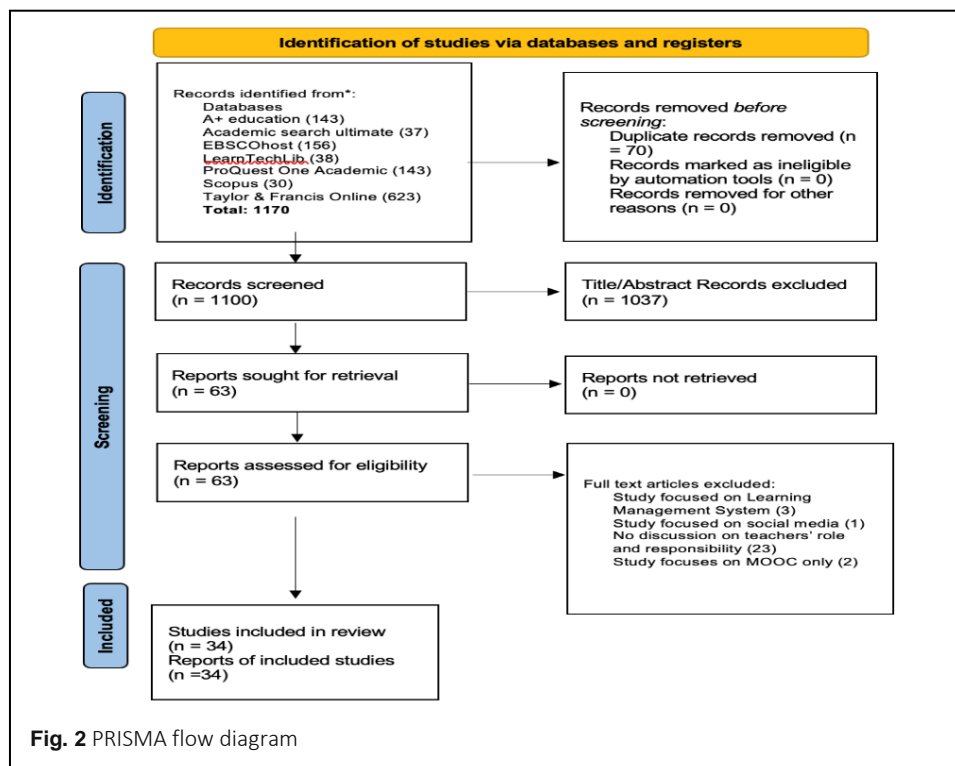 Identification of studies via databases and registers
Identification
Records identified from*:
Databases
A+ education (143)
Academic search ultimate (37)
EBSCOhost (156)
LearnTechLib (38)
ProQuest One Academic (143)
Scopus (30)
Taylor & Francis Online (623)
Total: 1170
Records removed before
screening:
Duplicate records removed (n
= 70)
Records marked as ineligible
by automation tools (n = 0)
Records removed for other
reasons (n = 0)
Screening
Records screened
(n = 1100)
Title/Abstract Records excluded
(n = 1037)
Reports sought for retrieval
(n = 63)
Reports not retrieved
(n = 0)
Reports assessed for eligibility
(n = 63)
Full text articles excluded:
Study focused on Learning
Management System (3)
Study focused on social media (1)
No discussion on teachers' role
and responsibility (23)
Study focuses on MOOC only (2)
Included
Studies included in review
(n = 34)
Reports of included studies
(n =34)
Fig. 2 PRISMA flow diagram